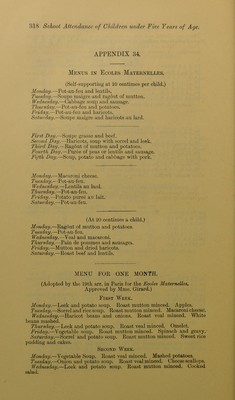 318 School Attendance of Children under Five Years of Age.
APPENDIX 34.
MENUS IN ECOLES MATERNELLES.
(Self-supporting at 10 centimes per child.)
Monday.—Pot-au-feu and lentils.
Tuesday.—Soupe maigre and ragôut of mutton.
Wednesday.—Cabbage soup and sausage.
Thursday.—Pot-au-feu and potatoes.
Friday.—Pot-au-feu and haricots.
Saturday.—Soupe maigre and haricots au lard.
First Day.—Soupe grasse and beef.
Second Day.—Haricots, soup with sorrel and leek.
Third Day.—Ragôut of mutton and potatoes.
Fourth Day.—Purée of peas or lentils and sausage.
Fifth Day.—Soup, potato and cabbage with pork.
Monday.—Macaroni cheese.
Tuesday.—Pot-au-feu.
Wednesday.—Lentils au lard.
Thursday.—Pot-au-feu.
Friday.—Potato purée au lait.
Saturday.—Pot-au-feu.
(At 20 centimes a child.)
Monday.—Ragôut of mutton and potatoes.
Tuesday.—Pot-au-feu.
Wednesday.—Veal and macaroni.
Thursday.—Pain de pommes and sausages.
Friday.—Mutton and dried haricots.
Saturday.—Roast beef and lentils.
MENU FOR ONE MONTH.
(Adopted by the 18th arr. in Paris for the Ecoles Maternelles.
Approved by Mme. Girard.)
FIRST WEEK.
Monday.—Leek and potato soup. Roast mutton minced. Apples.
Tuesday.—Sorrel and rice soup. Roast mutton minced. Macaroni cheese.
Wednesday.—Haricot beans and onions. Roast veal minced. White
beans mashed.
Thursday.—Leek and potato soup. Roast veal minced. Omelet.
Friday.—Vegetable soup. Roast mutton minced. Spinach and gravy.
Saturday.—Sorrel and potato soup. Roast mutton minced. Sweet rice
pudding and cakes.
SECOND WEEK.
Monday.—Vegetable Soup. Roast veal minced. Mashed potatoes.
Tuesday.—Onion and potato soup. Roast veal minced. Cheese scallops.
Wednesday.—Leek and potato soup. Roast mutton minced. Cooked
salad.